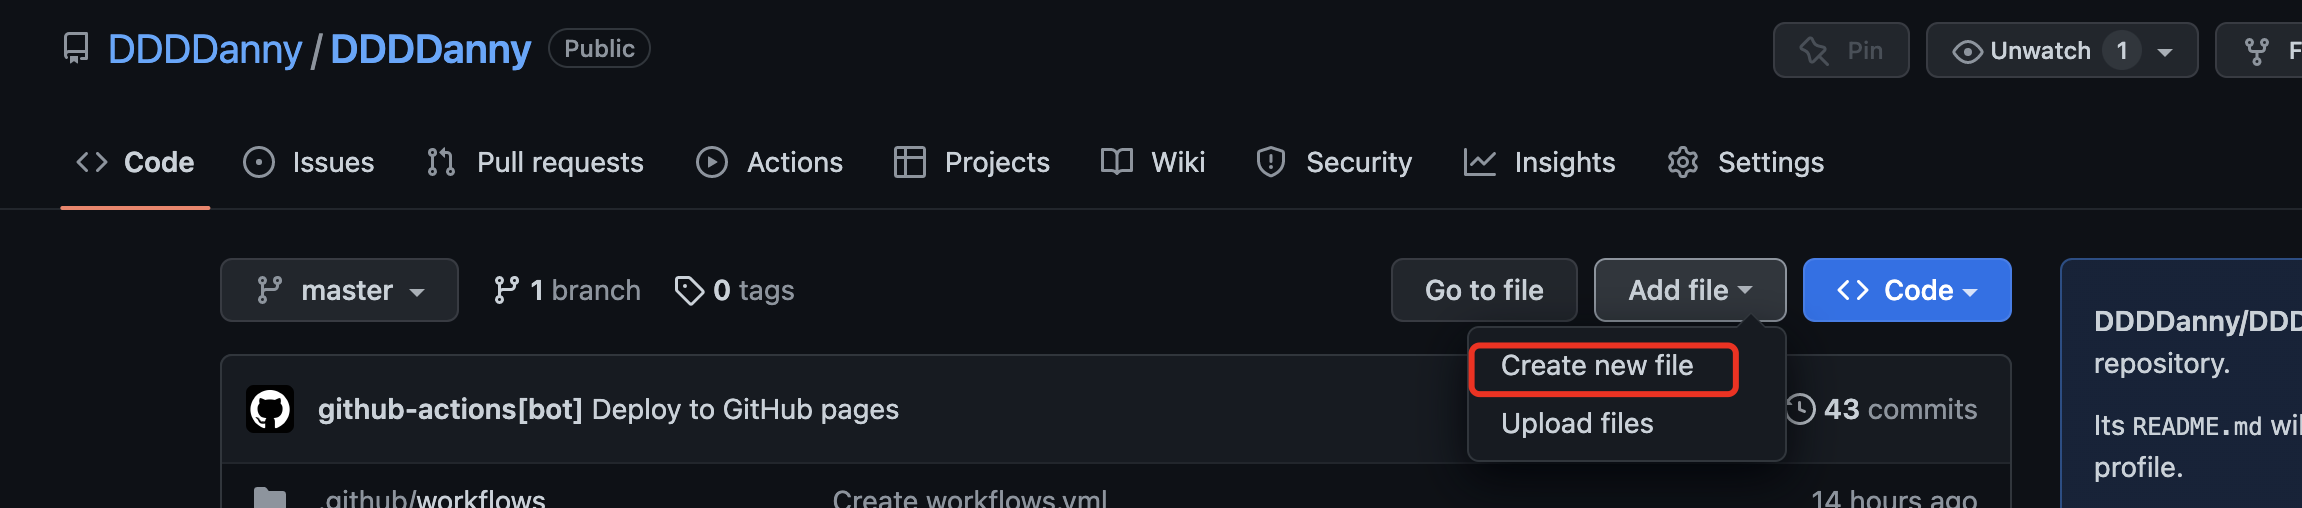 DDDDanny / DDDDanny Public
Pin Unwatch 1
Code Issues Pull requests Actions Projects Wiki Security Insights Settings
master 1 branch 0 tags Go to file Add file Code
Create new file
Upload files
github-actions[bot] Deploy to GitHub pages 43 commits
.github/workflows Create workflows.yml 14 hours ago
DDDDanny/DDD
repository.
Its README.md wil
profile.